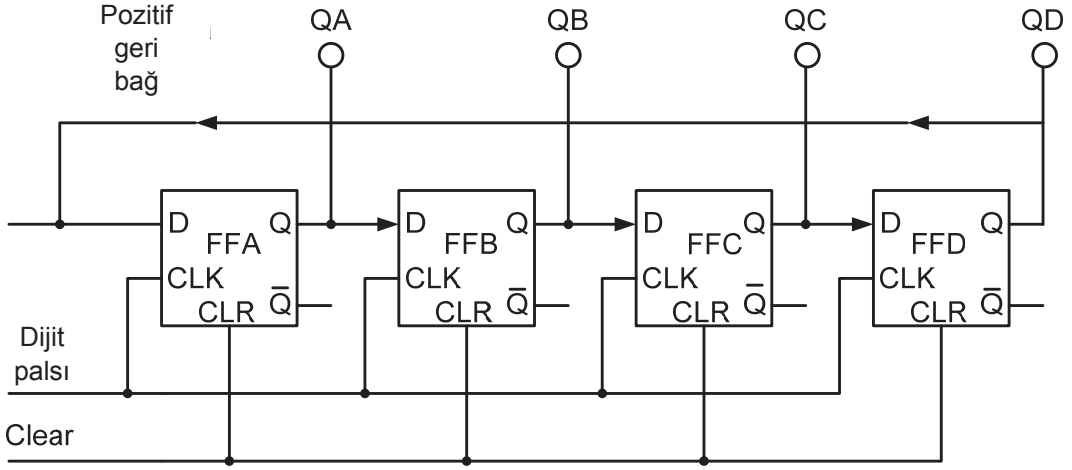 Pozitif
geri
bağ
QA
QB
QC
QD
D Q
FFA
CLK
CLR Q̅
D Q
FFB
CLK
CLR Q̅
D Q
FFC
CLK
CLR Q̅
D Q
FFD
CLK
CLR Q̅
Dijit
palsı
Clear